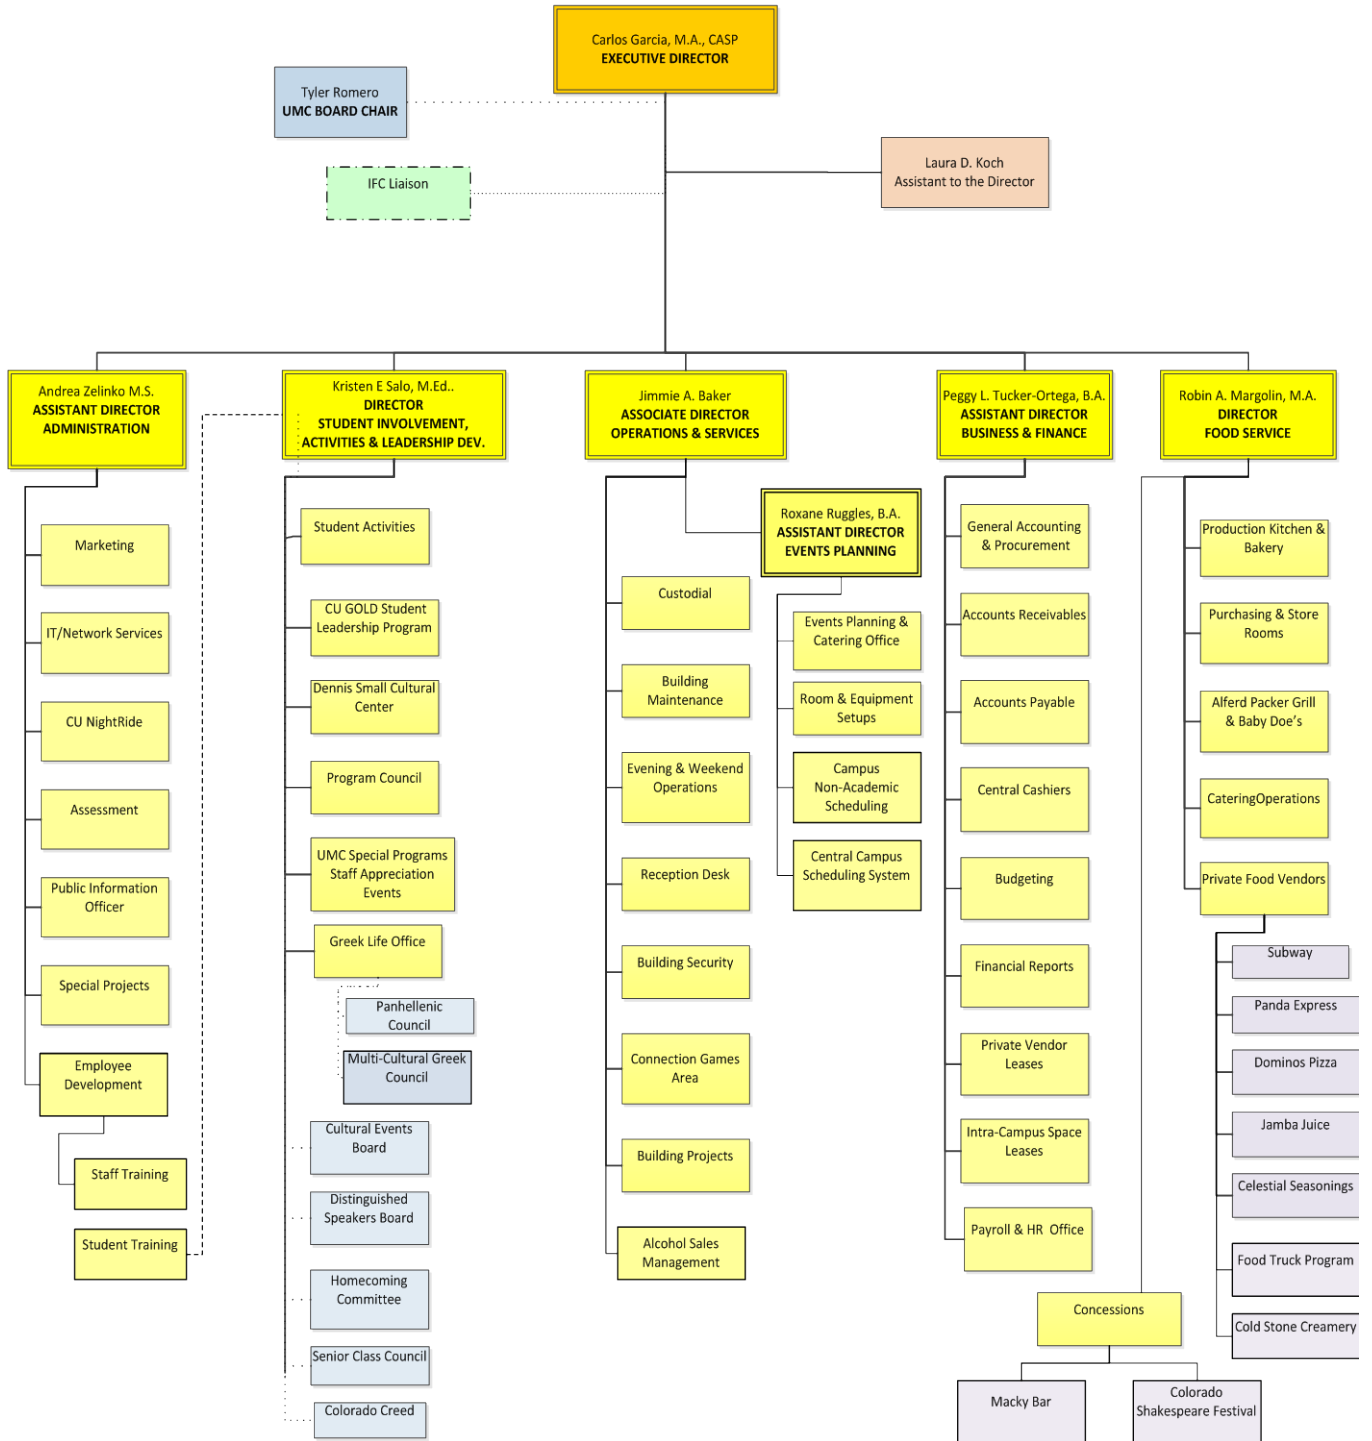 Carlos Garcia, M.A., CASP
EXECUTIVE DIRECTOR
Tyler Romero
UMC BOARD CHAIR
IFC Liaison
Laura D. Koch
Assistant to the Director
Andrea Zelinko M.S.
ASSISTANT DIRECTOR
ADMINISTRATION
Marketing
IT/Network Services
CU NightRide
Assessment
Public Information
Officer
Special Projects
Employee
Development
Staff Training
Student Training
Kristen E Salo, M.Ed..
DIRECTOR
STUDENT INVOLVEMENT,
ACTIVITIES & LEADERSHIP DEV.
Student Activities
CU GOLD Student
Leadership Program
Dennis Small Cultural
Center
Program Council
UMC Special Programs
Staff Appreciation
Events
Greek Life Office
Panhellenic
Council
Multi-Cultural Greek
Council
Cultural Events
Board
Distinguished
Speakers Board
Homecoming
Committee
Senior Class Council
Colorado Creed
Jimmie A. Baker
ASSOCIATE DIRECTOR
OPERATIONS & SERVICES
Custodial
Building
Maintenance
Evening & Weekend
Operations
Reception Desk
Building Security
Connection Games
Area
Building Projects
Alcohol Sales
Management
Roxane Ruggles, B.A.
ASSISTANT DIRECTOR
EVENTS PLANNING
Events Planning &
Catering Office
Room & Equipment
Setups
Campus
Non-Academic
Scheduling
Central Campus
Scheduling System
Peggy L. Tucker-Ortega, B.A.
ASSISTANT DIRECTOR
BUSINESS & FINANCE
General Accounting
& Procurement
Accounts Receivables
Accounts Payable
Central Cashiers
Budgeting
Financial Reports
Private Vendor
Leases
Intra-Campus Space
Leases
Payroll & HR Office
Robin A. Margolin, M.A.
DIRECTOR
FOOD SERVICE
Production Kitchen &
Bakery
Purchasing & Store
Rooms
Alferd Packer Grill
& Baby Doe's
CateringOperations
Private Food Vendors
Subway
Panda Express
Dominos Pizza
Jamba Juice
Celestial Seasonings
Food Truck Program
Cold Stone Creamery
Concessions
Macky Bar
Colorado
Shakespeare Festival